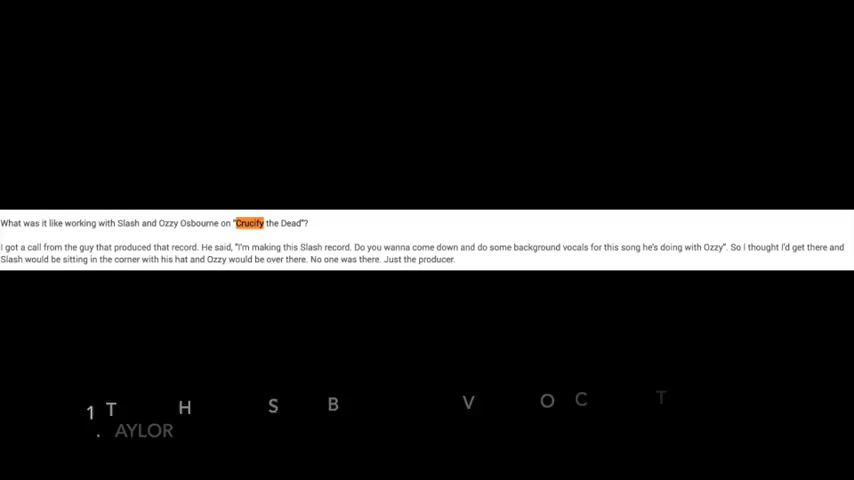 What was it like working with Slash and Ozzy Osbourne on "Crucify the Dead"?
I got a call from the guy that produced that record. He said, "I'm making this Slash record. Do you wanna come down and do some background vocals for this song he's doing with Ozzy". So I thought I'd get there and
Slash would be sitting in the corner with his hat and Ozzy would be over there. No one was there. Just the producer.
1 T H S B V O C T
. AYLOR